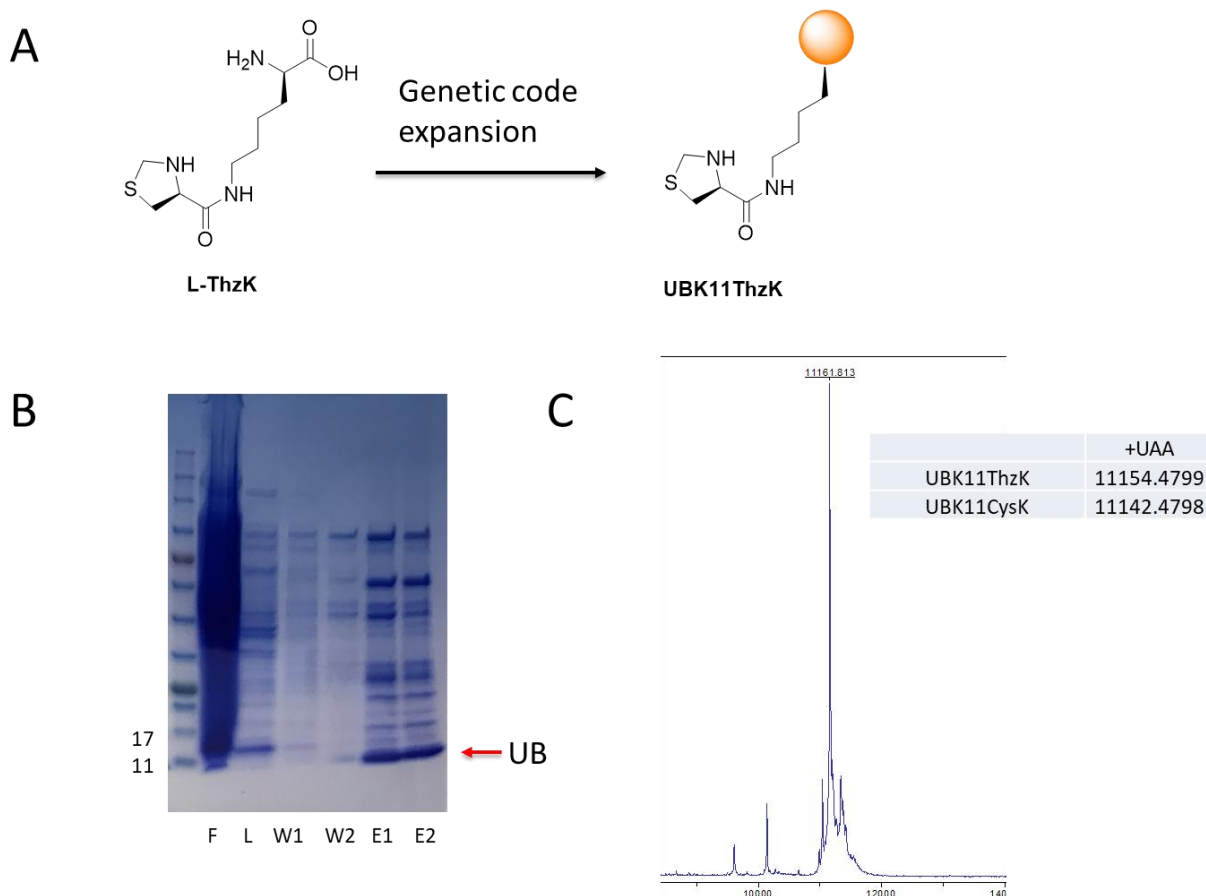 A
H₂N
O
OH
NH
S
NH
O
L-ThzK
Genetic code
expansion
NH
S
NH
O
UBK11ThzK
B
17
11
UB
F L W1 W2 E1 E2
C
11161.813
+UAA
UBK11ThzK 11154.4799
UBK11CysK 11142.4798
10000 12000 140